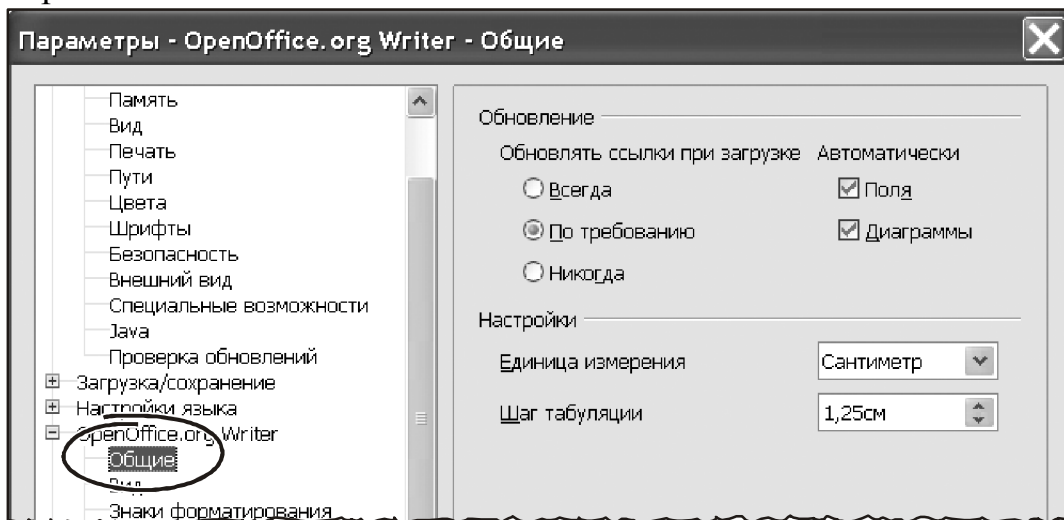 Параметры - OpenOffice.org Writer - Общие
Память
Вид
Печать
Пути
Цвета
Шрифты
Безопасность
Внешний вид
Специальные возможности
Java
Проверка обновлений
Загрузка/сохранение
Настройки языка
OpenOffice.org Writer
Общие
Вид
Знаки форматирования
Обновление
Обновлять ссылки при загрузке Автоматически
Всегда Поля
По требованию Диаграммы
Никогда
Настройки
Единица измерения Сантиметр
Шаг табуляции 1,25см